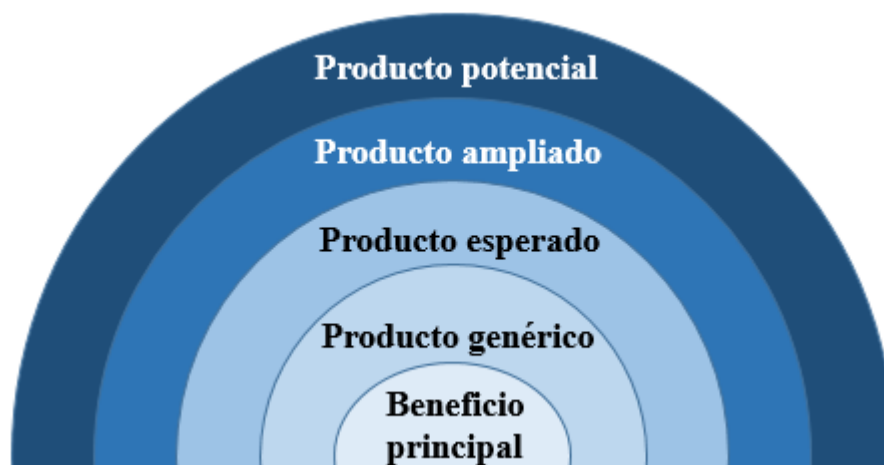 Producto potencial
Producto ampliado
Producto esperado
Producto genérico
Beneficio
principal